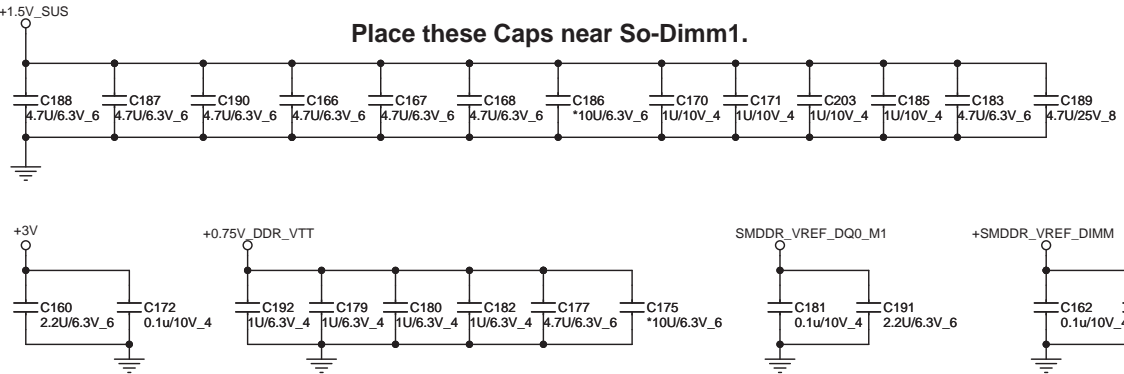 +1.5V_SUS
Place these Caps near So-Dimm1.
C188 C187 C190 C166 C167 C168 C186 C170 C171 C203 C185 C183 C189
4.7U/6.3V_6 4.7U/6.3V_6 4.7U/6.3V_6 4.7U/6.3V_6 4.7U/6.3V_6 4.7U/6.3V_6 *10U/6.3V_6 1U/10V_4 1U/10V_4 1U/10V_4 1U/10V_4 4.7U/6.3V_6 4.7U/25V_8
+3V +0.75V_DDR_VTT SMDDR_VREF_DQ0_M1 +SMDDR_VREF_DIMM
C160 C172 C192 C179 C180 C182 C177 C175 C181 C191 C162
2.2U/6.3V_6 0.1u/10V_4 1U/6.3V_4 1U/6.3V_4 1U/6.3V_4 1U/6.3V_4 4.7U/6.3V_6 *10U/6.3V_6 0.1u/10V_4 2.2U/6.3V_6 0.1u/10V_4